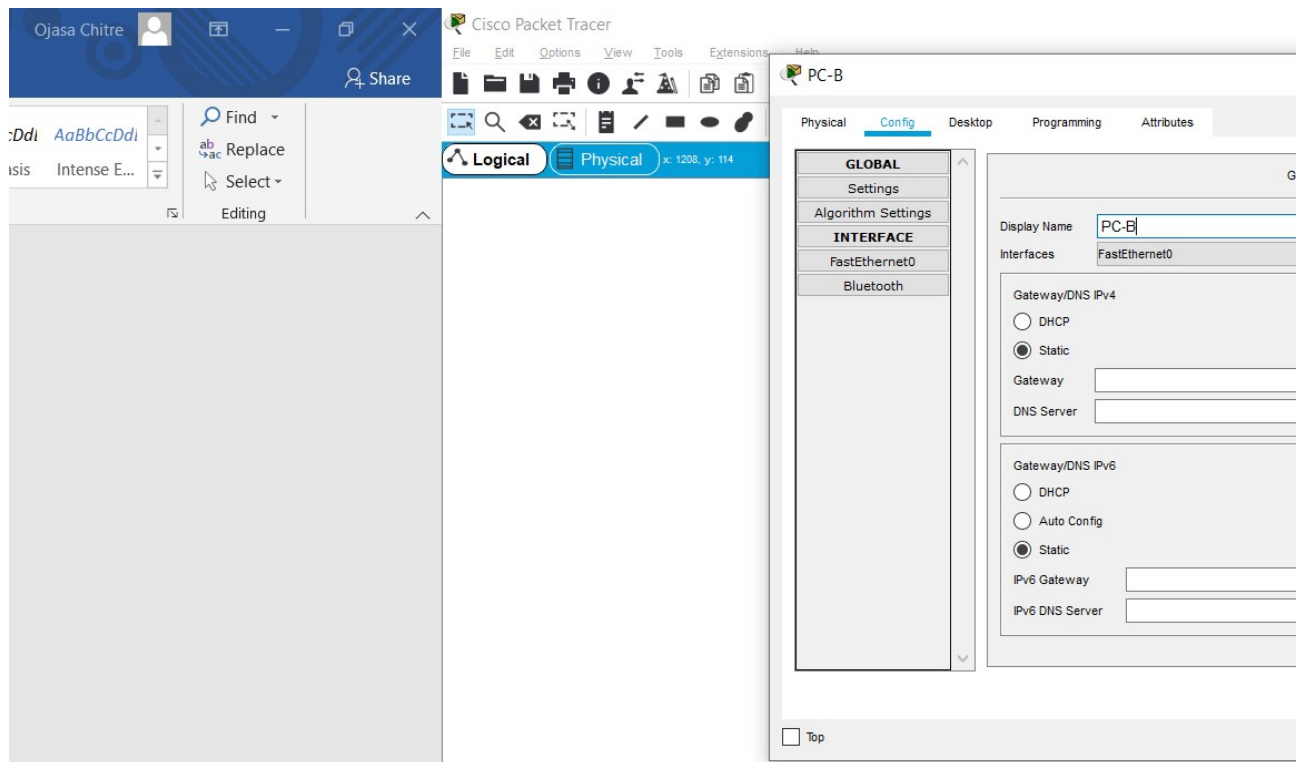 Ojasa Chitre
Share
Find
Replace
Select
Editing
AaBbCcDdl
Intense E...
Cisco Packet Tracer
File Edit Options View Tools Extensions Help
Logical Physical x: 1208, y: 114
PC-B
Physical Config Desktop Programming Attributes
GLOBAL
Settings
Algorithm Settings
INTERFACE
FastEthernet0
Bluetooth
Display Name PC-B
Interfaces FastEthernet0
Gateway/DNS IPv4
DHCP
Static
Gateway
DNS Server
Gateway/DNS IPv6
DHCP
Auto Config
Static
IPv6 Gateway
IPv6 DNS Server
Top